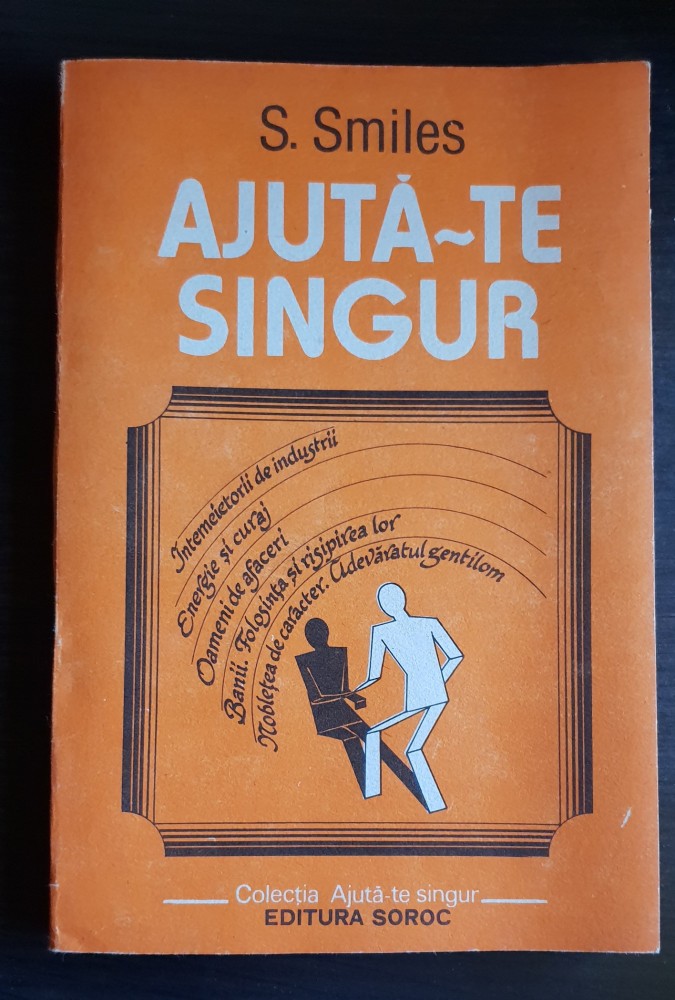 S. Smiles
AJUTĂ~TE
SINGUR
Intemeietorii de industrii
Energie și curaj
Oameni de afaceri
Banii. Folosința și risipirea lor
Noblețea de caracter. Adevăratul gentilom
Colecția Ajută-te singur
EDITURA SOROC